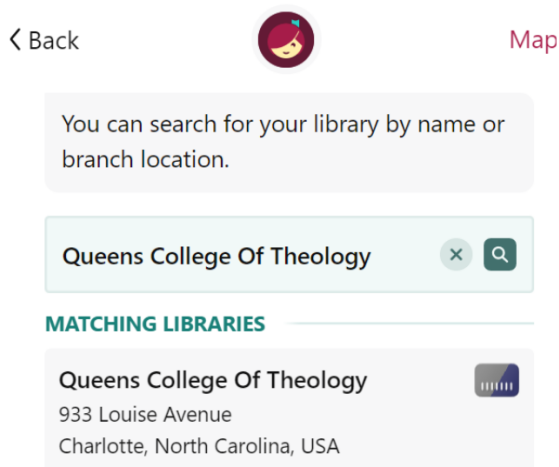 Back
Map
You can search for your library by name or
branch location.
Queens College Of Theology
MATCHING LIBRARIES
Queens College Of Theology
933 Louise Avenue
Charlotte, North Carolina, USA